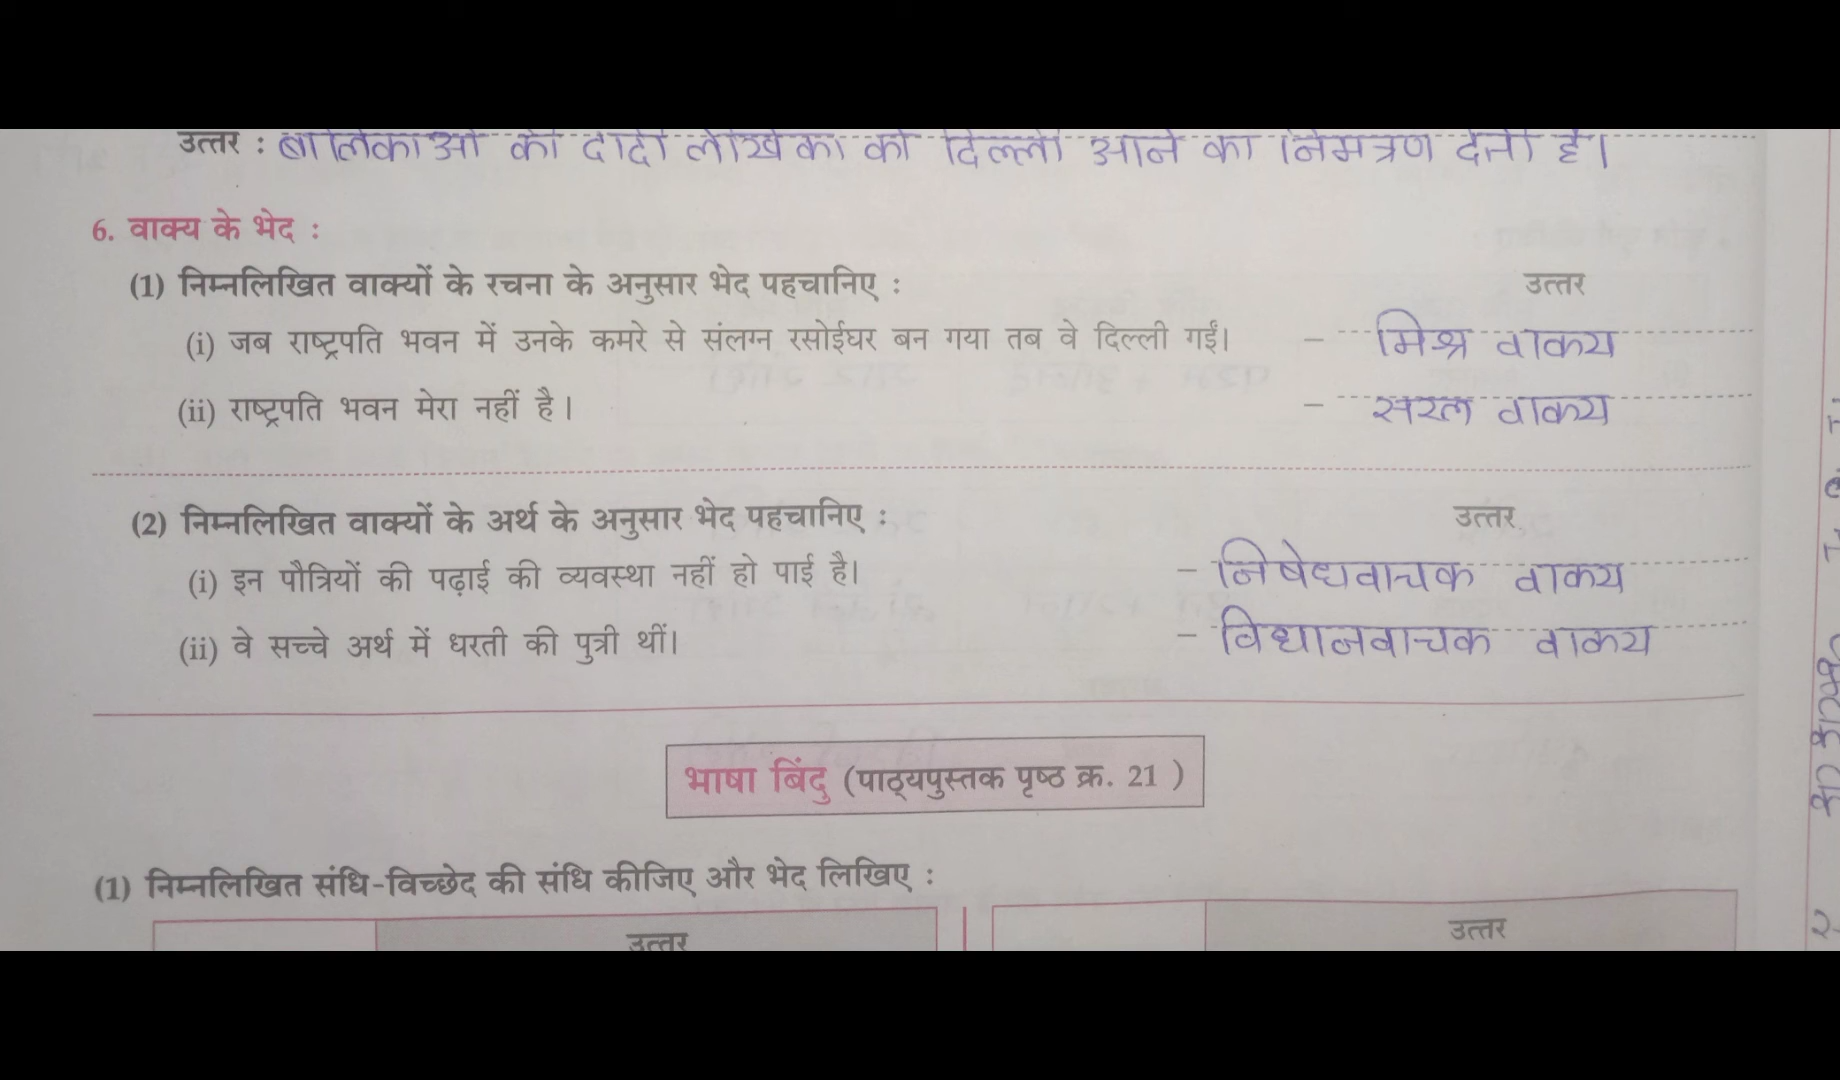 उत्तर : बालिकाओं की दादी लेखिका को दिल्ली आने का निमंत्रण देती है।
6. वाक्य के भेद :
(1) निम्नलिखित वाक्यों के रचना के अनुसार भेद पहचानिए : उत्तर
(i) जब राष्ट्रपति भवन में उनके कमरे से संलग्न रसोईघर बन गया तब वे दिल्ली गईं। - मिश्र वाक्य
(ii) राष्ट्रपति भवन मेरा नहीं है। - सरल वाक्य
(2) निम्नलिखित वाक्यों के अर्थ के अनुसार भेद पहचानिए : उत्तर
(i) इन पौत्रियों की पढ़ाई की व्यवस्था नहीं हो पाई है। - निषेधवाचक वाक्य
(ii) वे सच्चे अर्थ में धरती की पुत्री थीं। - विधानवाचक वाक्य
भाषा बिंदु (पाठ्यपुस्तक पृष्ठ क्र. 21 )
(1) निम्नलिखित संधि-विच्छेद की संधि कीजिए और भेद लिखिए :
उत्तर उत्तर